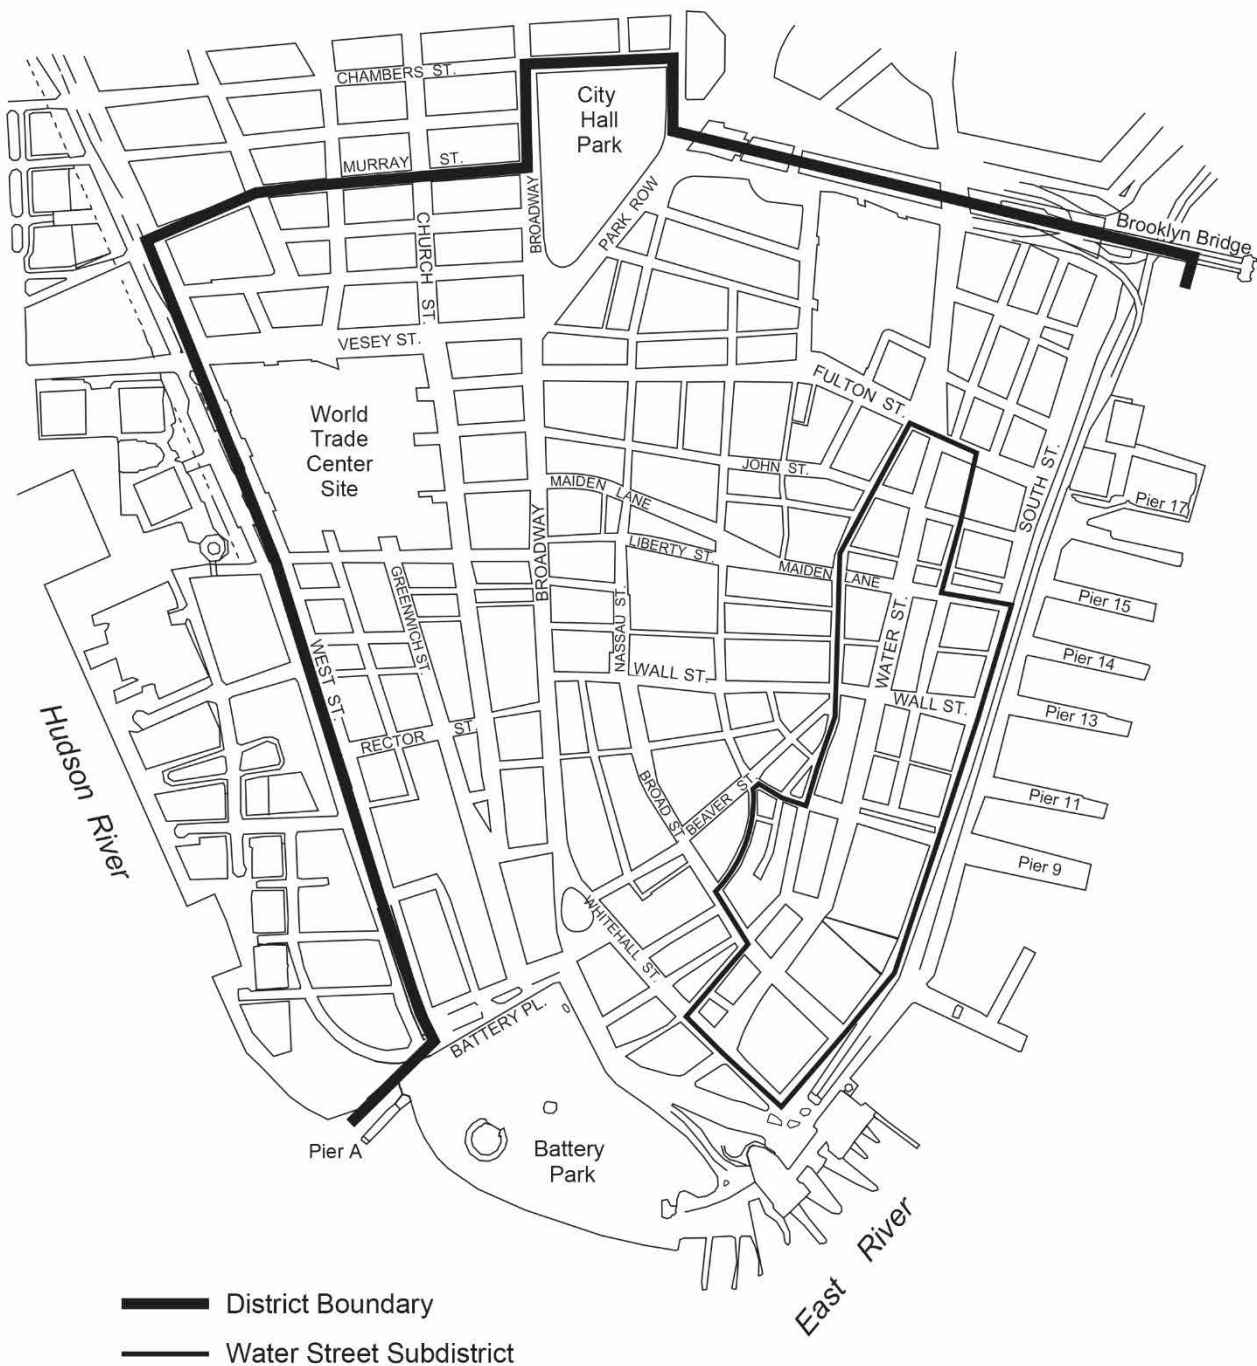 CHAMBERS ST.
City
Hall
Park
MURRAY ST.
BROADWAY
PARK ROW
CHURCH ST.
Brooklyn Bridge
VESEY ST.
FULTON ST.
World
Trade
Center
Site
JOHN ST.
SOUTH ST.
MAIDEN LANE
Pier 17
BROADWAY
LIBERTY ST.
MAIDEN LANE
GREENWICH ST.
NASSAU ST.
WATER ST.
Pier 15
WEST ST.
WALL ST.
Pier 14
WALL ST.
Pier 13
Hudson River
RECTOR ST.
BROAD ST.
BEAVER ST.
Pier 11
Pier 9
WHITEHALL ST.
BATTERY PL.
Pier A
Battery
Park
East River
District Boundary
Water Street Subdistrict